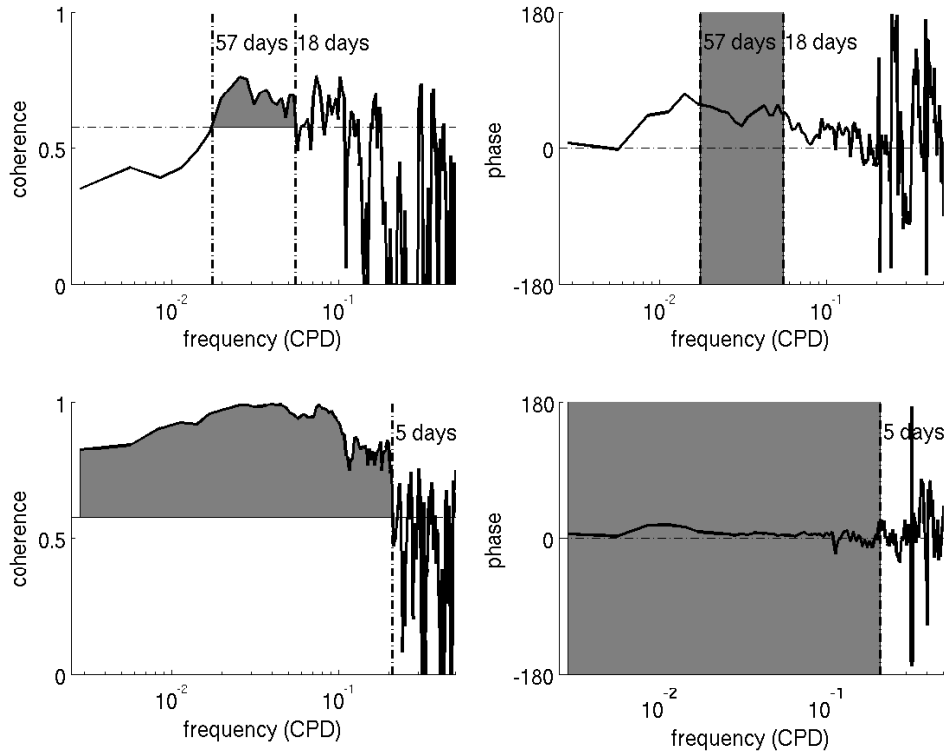 1
57 days
18 days
0.5
coherence
0
10^-2
10^-1
frequency (CPD)
180
57 days
18 days
0
phase
-180
10^-2
10^-1
frequency (CPD)
1
5 days
0.5
coherence
0
10^-2
10^-1
frequency (CPD)
180
5 days
0
phase
-180
10^-2
10^-1
frequency (CPD)